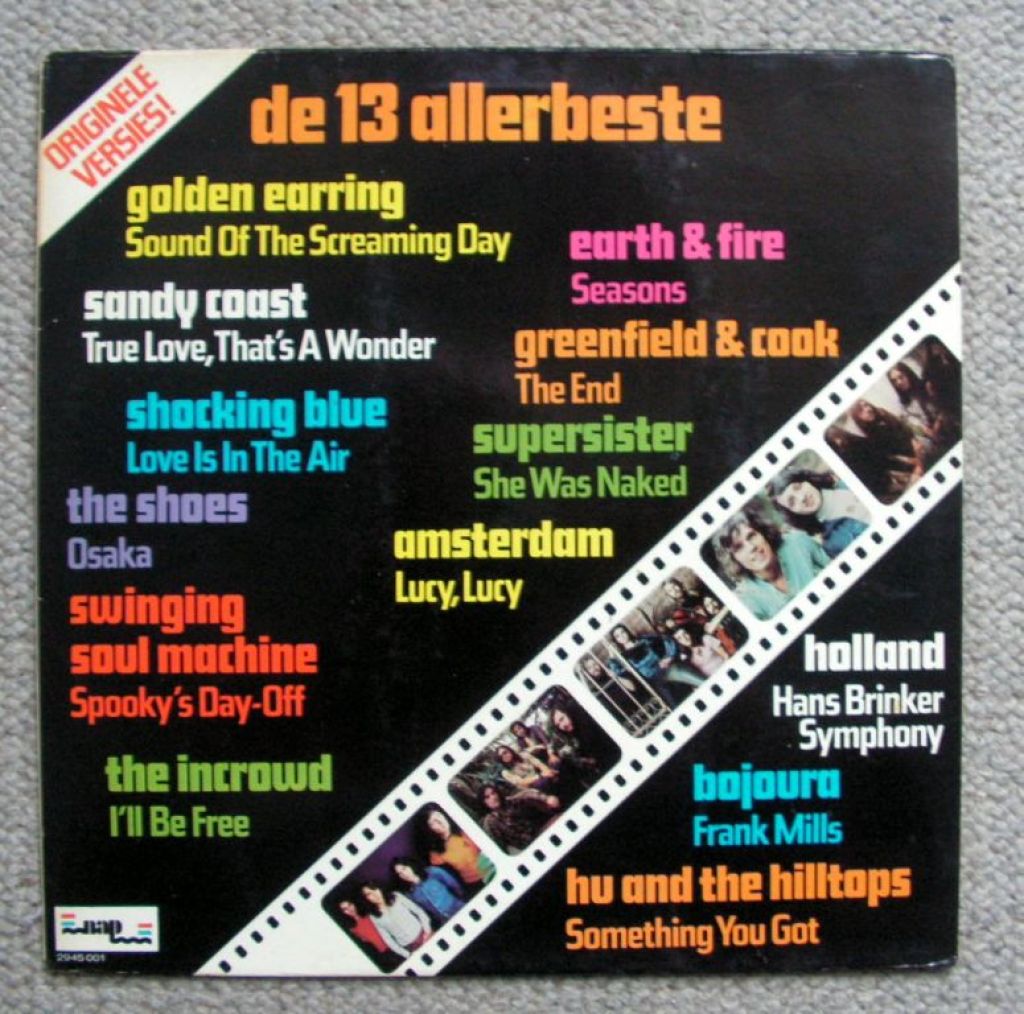 ORIGINELE
VERSIES!
de 13 allerbeste
golden earring
Sound Of The Screaming Day
earth & fire
Seasons
sandy coast
True Love, That's A Wonder
greenfield & cook
The End
shocking blue
Love Is In The Air
supersister
She Was Naked
the shoes
Osaka
amsterdam
Lucy, Lucy
swinging
soul machine
Spooky's Day-Off
holland
Hans Brinker
Symphony
the incrowd
I'll Be Free
bojoura
Frank Mills
hu and the hilltops
Something You Got
2945 001